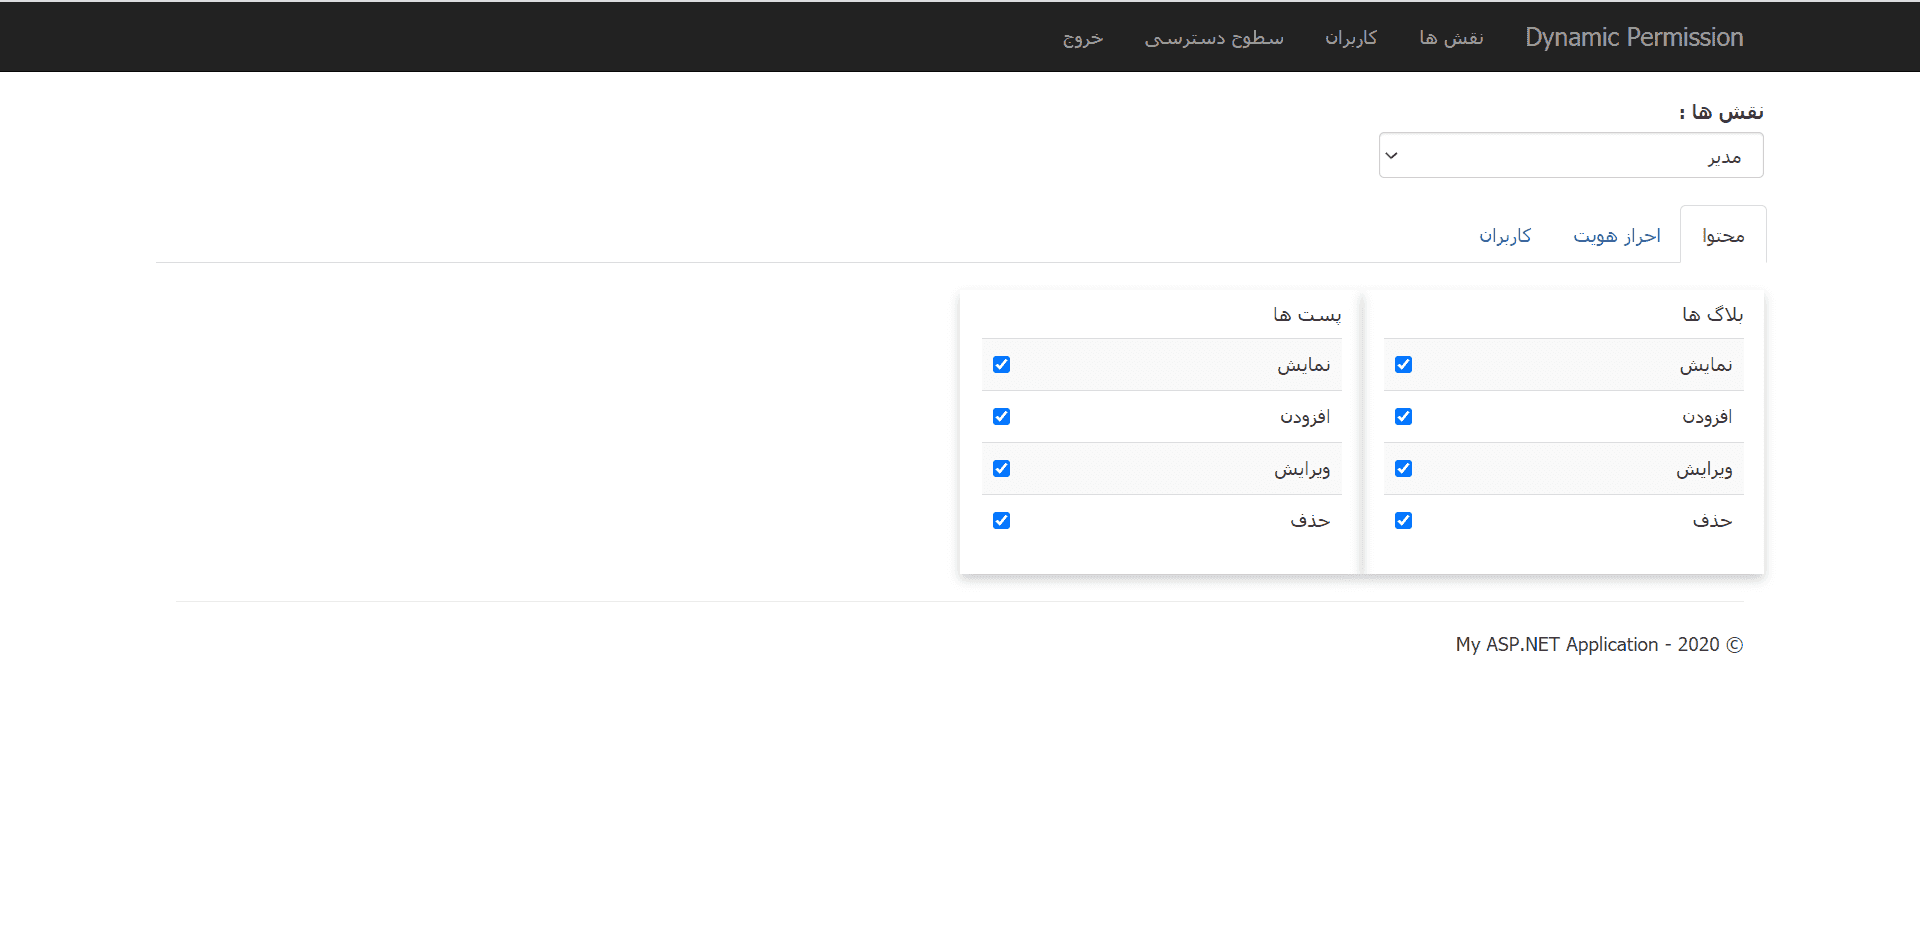 Dynamic Permission نقش ها کاربران سطوح دسترسی خروج
نقش ها :
مدیر
محتوا احراز هویت کاربران
بلاگ ها
نمایش
افزودن
ویرایش
حذف
پست ها
نمایش
افزودن
ویرایش
حذف
My ASP.NET Application - 2020 ©